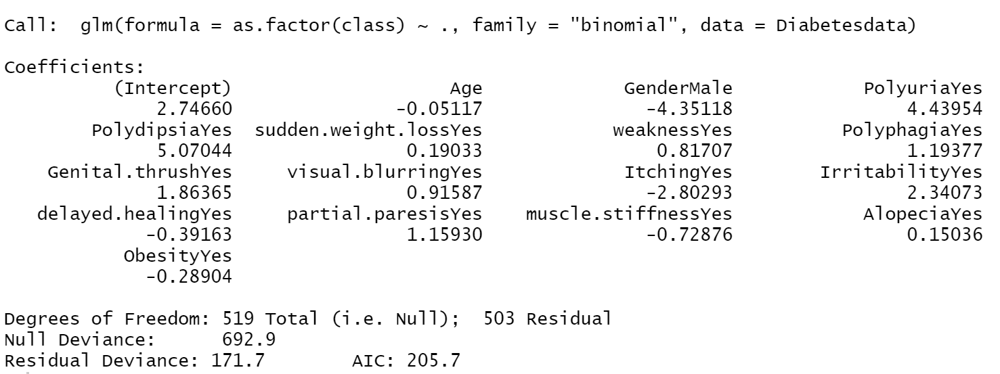 Call:  glm(formula = as.factor(class) ~ ., family = "binomial", data = Diabetesdata)
Coefficients:
(Intercept) Age GenderMale PolyuriaYes
2.74660 -0.05117 -4.35118 4.43954
PolydipsiaYes sudden.weight.lossYes weaknessYes PolyphagiaYes
5.07044 0.19033 0.81707 1.19377
Genital.thrushYes visual.blurringYes ItchingYes IrritabilityYes
1.86365 0.91587 -2.80293 2.34073
delayed.healingYes partial.paresisYes muscle.stiffnessYes AlopeciaYes
-0.39163 1.15930 -0.72876 0.15036
ObesityYes
-0.28904
Degrees of Freedom: 519 Total (i.e. Null);  503 Residual
Null Deviance: 692.9
Residual Deviance: 171.7 AIC: 205.7